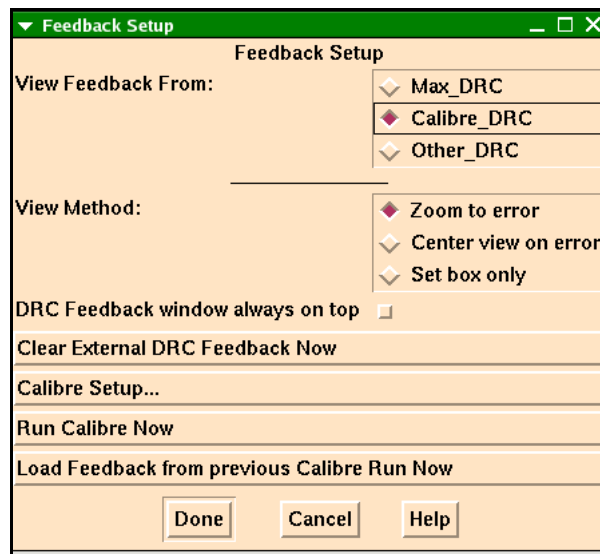 Feedback Setup
Feedback Setup
View Feedback From:
Max_DRC
Calibre_DRC
Other_DRC
View Method:
Zoom to error
Center view on error
Set box only
DRC Feedback window always on top
Clear External DRC Feedback Now
Calibre Setup...
Run Calibre Now
Load Feedback from previous Calibre Run Now
Done Cancel Help